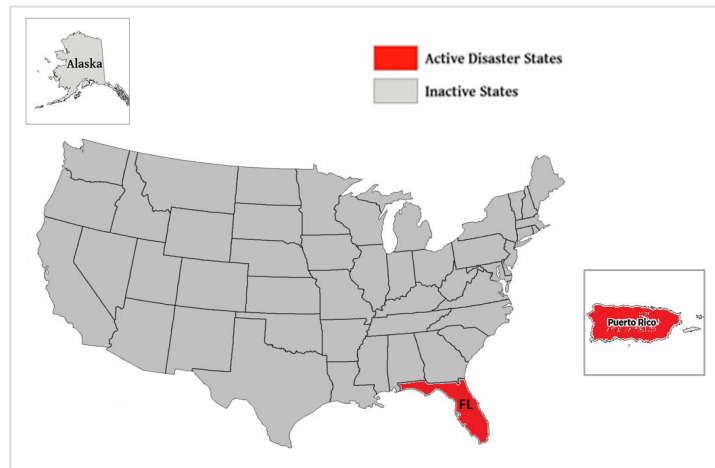 Alaska
Active Disaster States
Inactive States
Puerto Rico
FL